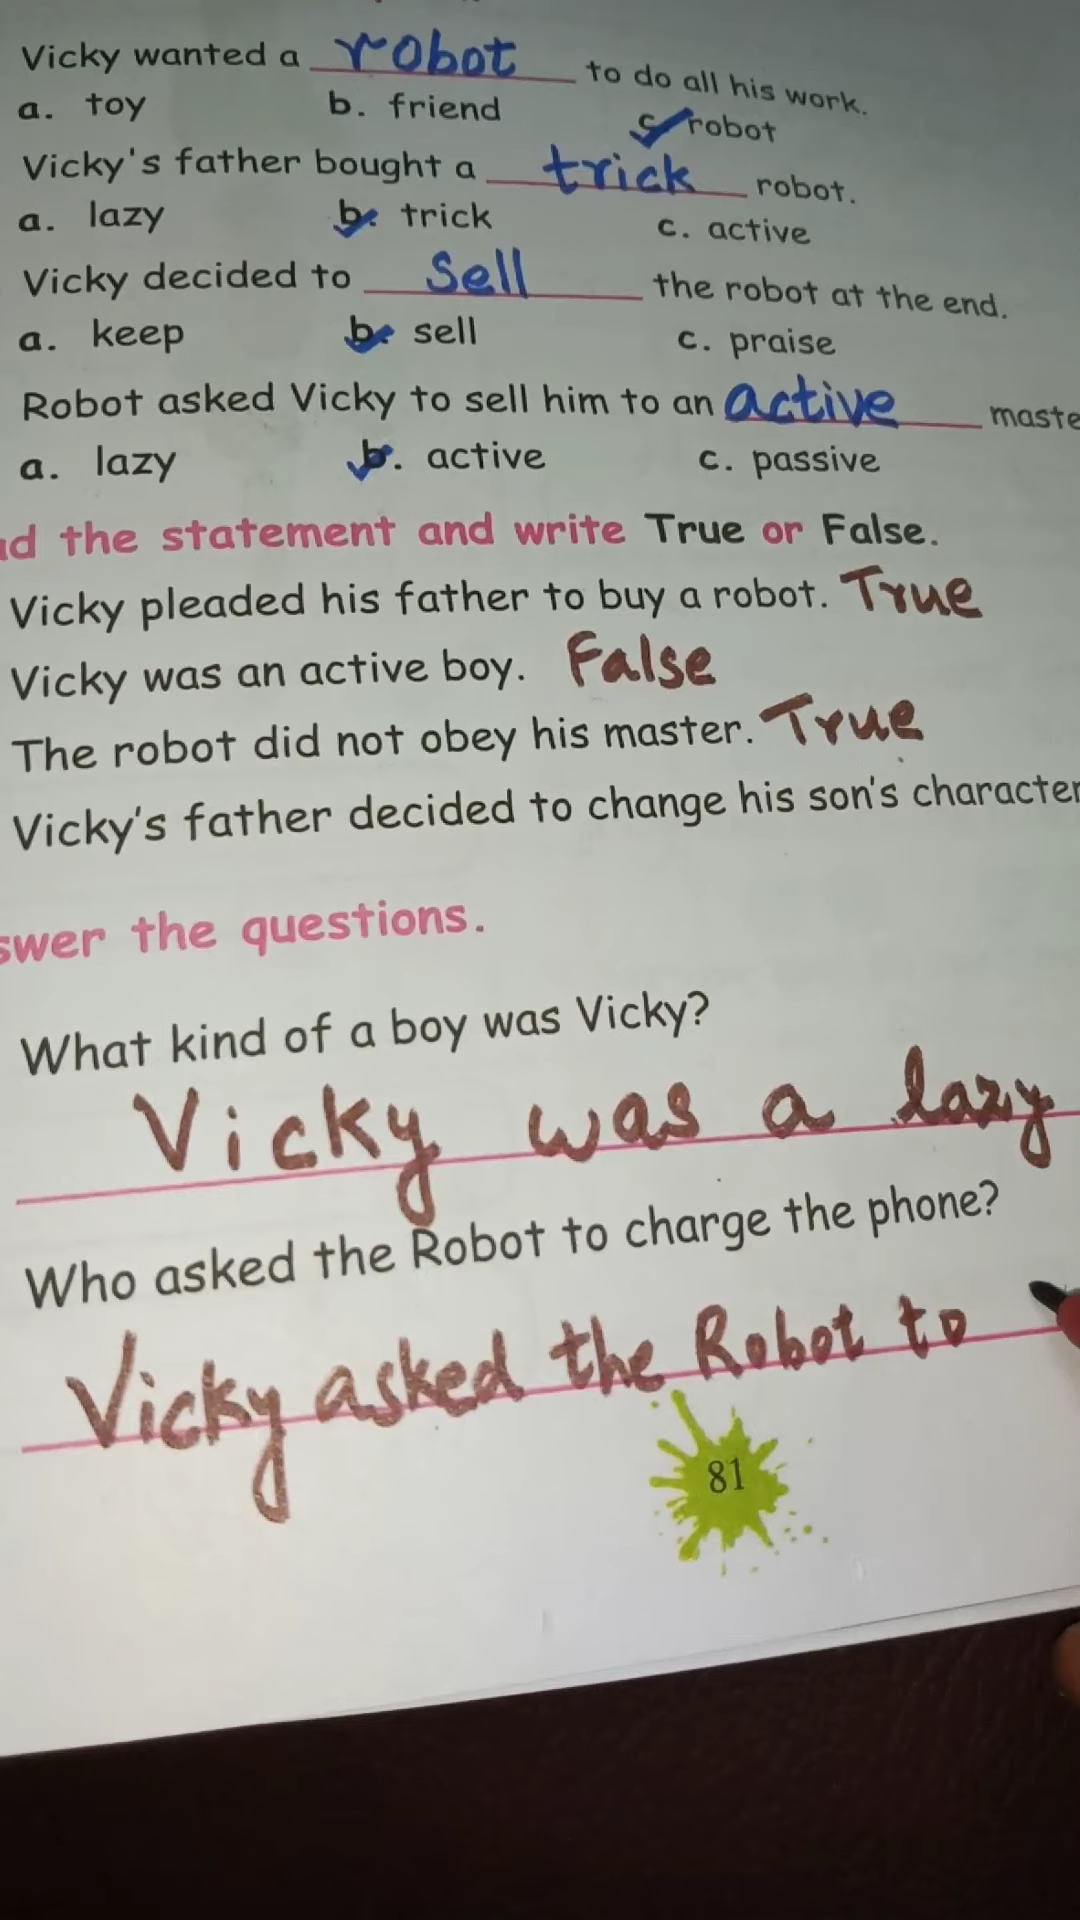 Vicky wanted a robot to do all his work.
a. toy b. friend c. robot
Vicky's father bought a trick robot.
a. lazy b. trick c. active
Vicky decided to sell the robot at the end.
a. keep b. sell c. praise
Robot asked Vicky to sell him to an active maste
a. lazy b. active c. passive
ad the statement and write True or False.
Vicky pleaded his father to buy a robot. True
Vicky was an active boy. False
The robot did not obey his master. True
Vicky's father decided to change his son's character
swer the questions.
What kind of a boy was Vicky?
Vicky was a lazy
Who asked the Robot to charge the phone?
Vicky asked the Robot to
81